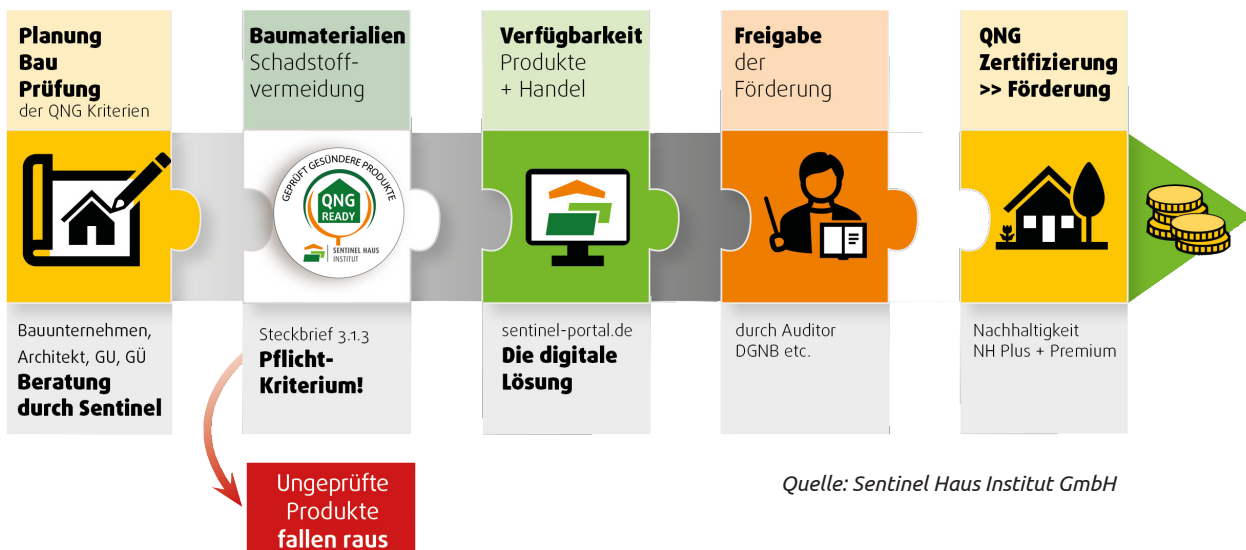 Planung
Bau
Prüfung
der QNG Kriterien
Bauunternehmen,
Architekt, GU, GÜ
Beratung
durch Sentinel
Baumaterialien
Schadstoff-
vermeidung
GEPRÜFT GESÜNDERE PRODUKTE
QNG
READY
SENTINEL HAUS
INSTITUT
Steckbrief 3.1.3
Pflicht-
Kriterium!
Ungeprüfte
Produkte
fallen raus
Verfügbarkeit
Produkte
+ Handel
sentinel-portal.de
Die digitale
Lösung
Freigabe
der
Förderung
durch Auditor
DGNB etc.
QNG
Zertifizierung
>> Förderung
Nachhaltigkeit
NH Plus + Premium
Quelle: Sentinel Haus Institut GmbH